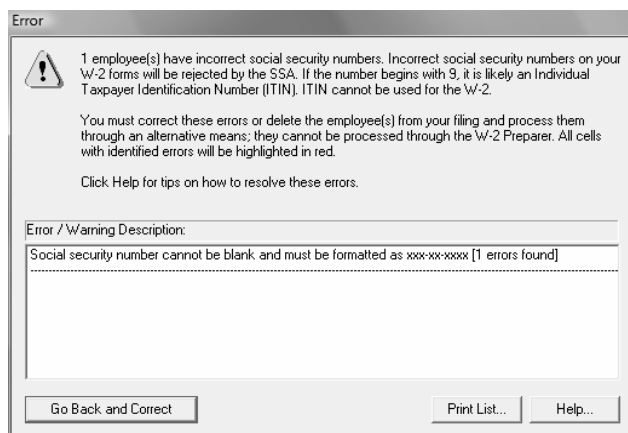 Error
1 employee(s) have incorrect social security numbers. Incorrect social security numbers on your
W-2 forms will be rejected by the SSA. If the number begins with 9, it is likely an Individual
Taxpayer Identification Number (ITIN). ITIN cannot be used for the W-2.
You must correct these errors or delete the employee(s) from your filing and process them
through an alternative means; they cannot be processed through the W-2 Preparer. All cells
with identified errors will be highlighted in red.
Click Help for tips on how to resolve these errors.
Error / Warning Description:
Social security number cannot be blank and must be formatted as xxx-xx-xxxx [1 errors found]
Go Back and Correct
Print List...
Help...